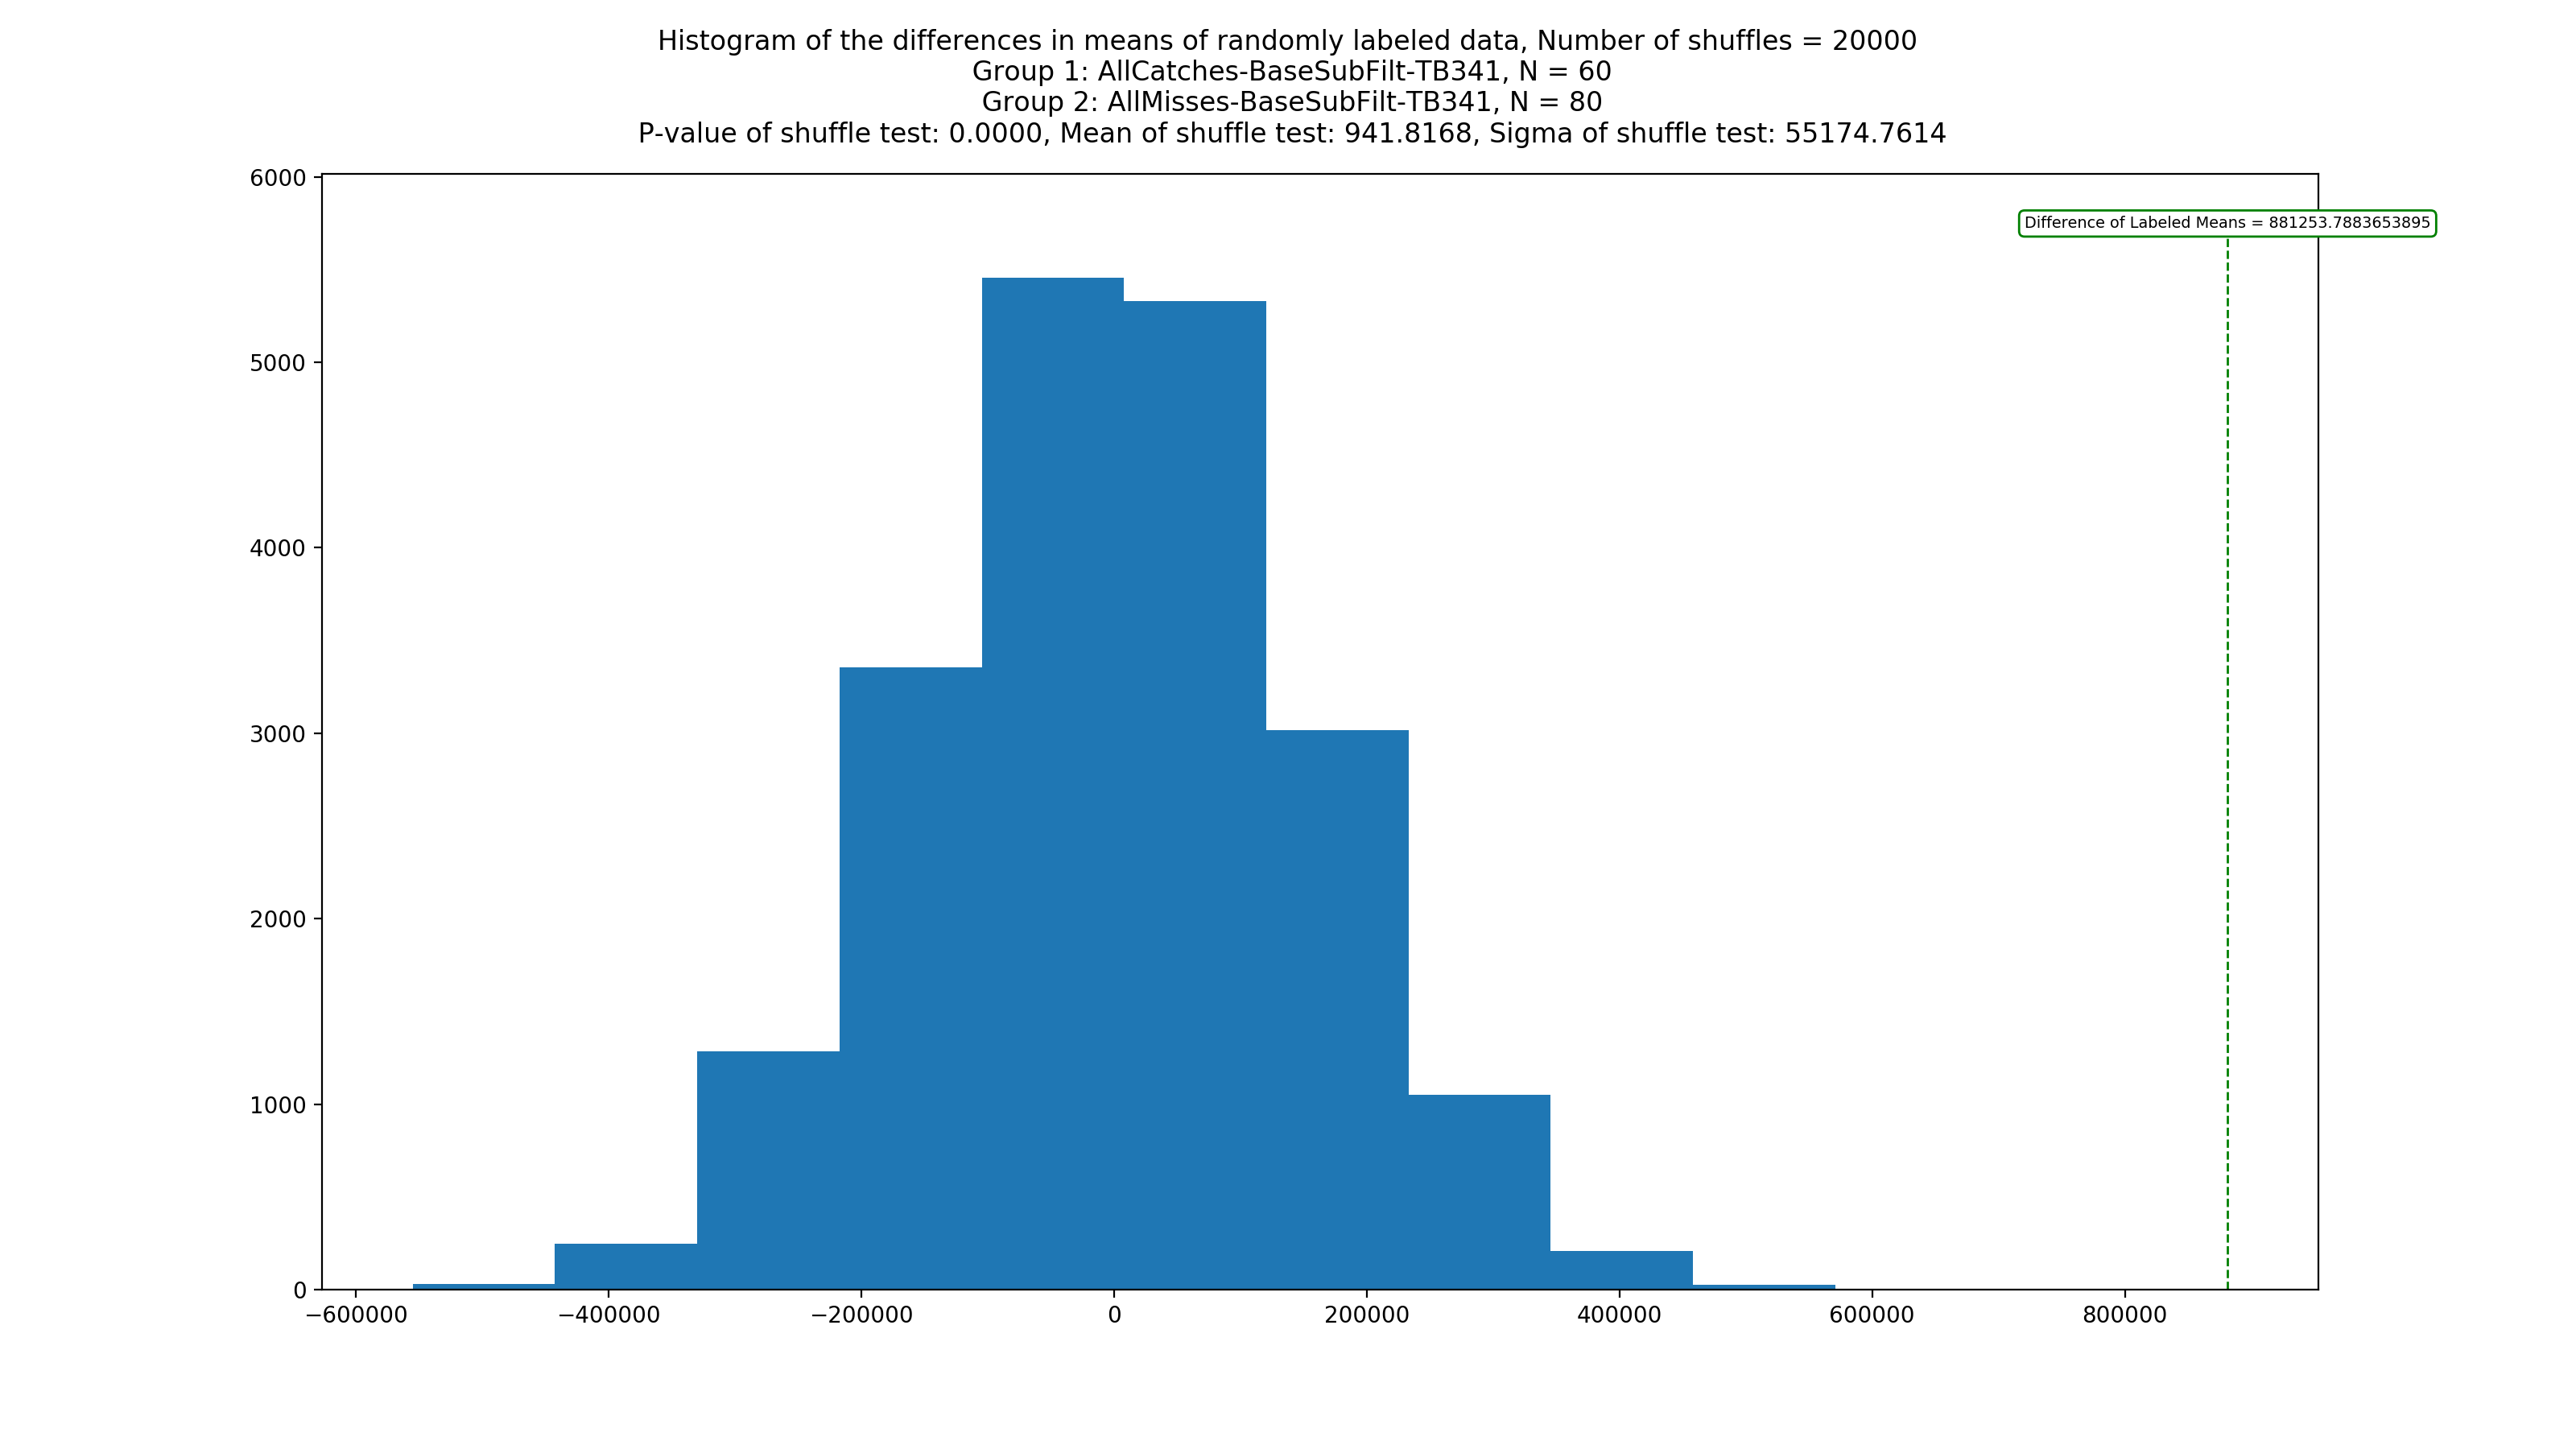 Histogram of the differences in means of randomly labeled data, Number of shuffles = 20000
Group 1: AllCatches-BaseSubFilt-TB341, N = 60
Group 2: AllMisses-BaseSubFilt-TB341, N = 80
P-value of shuffle test: 0.0000, Mean of shuffle test: 941.8168, Sigma of shuffle test: 55174.7614
6000
Difference of Labeled Means = 881253.7883653895
5000
4000
3000
2000
1000
0
−600000 −400000 −200000 0 200000 400000 600000 800000